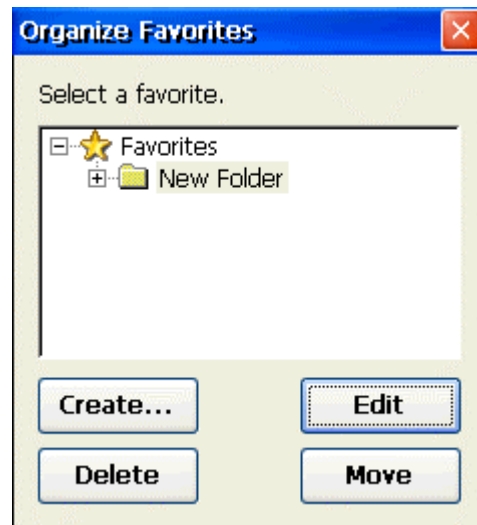 Organize Favorites
Select a favorite.
Favorites
New Folder
Create... Edit
Delete Move